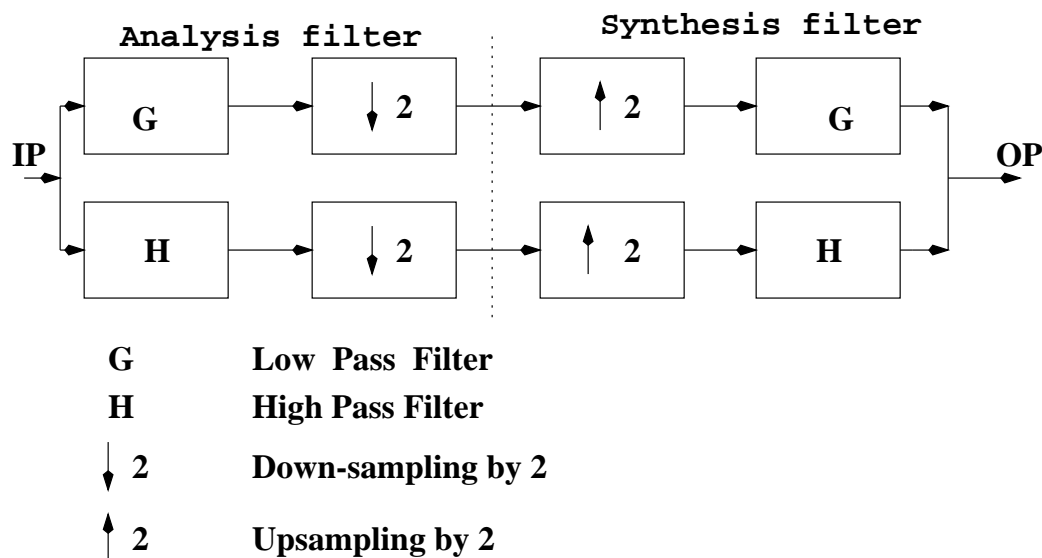 Analysis filter
Synthesis filter
G
2
2
G
IP
OP
H
2
2
H
G Low Pass Filter
H High Pass Filter
2 Down-sampling by 2
2 Upsampling by 2